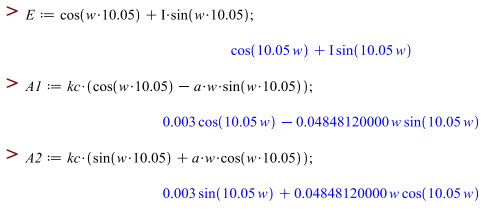 > E := cos(w·10.05) + I·sin(w·10.05);
cos(10.05 w) + I sin(10.05 w)
> A1 := kc·(cos(w·10.05) − a·w·sin(w·10.05));
0.003 cos(10.05 w) − 0.04848120000 w sin(10.05 w)
> A2 := kc·(sin(w·10.05) + a·w·cos(w·10.05));
0.003 sin(10.05 w) + 0.04848120000 w cos(10.05 w)